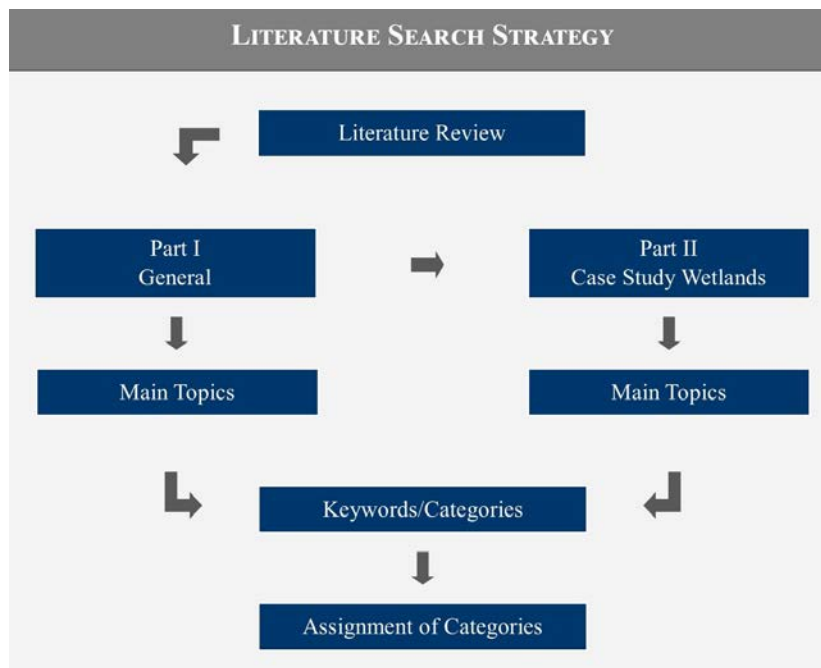 LITERATURE SEARCH STRATEGY
Literature Review
Part I
General
Part II
Case Study Wetlands
Main Topics
Main Topics
Keywords/Categories
Assignment of Categories